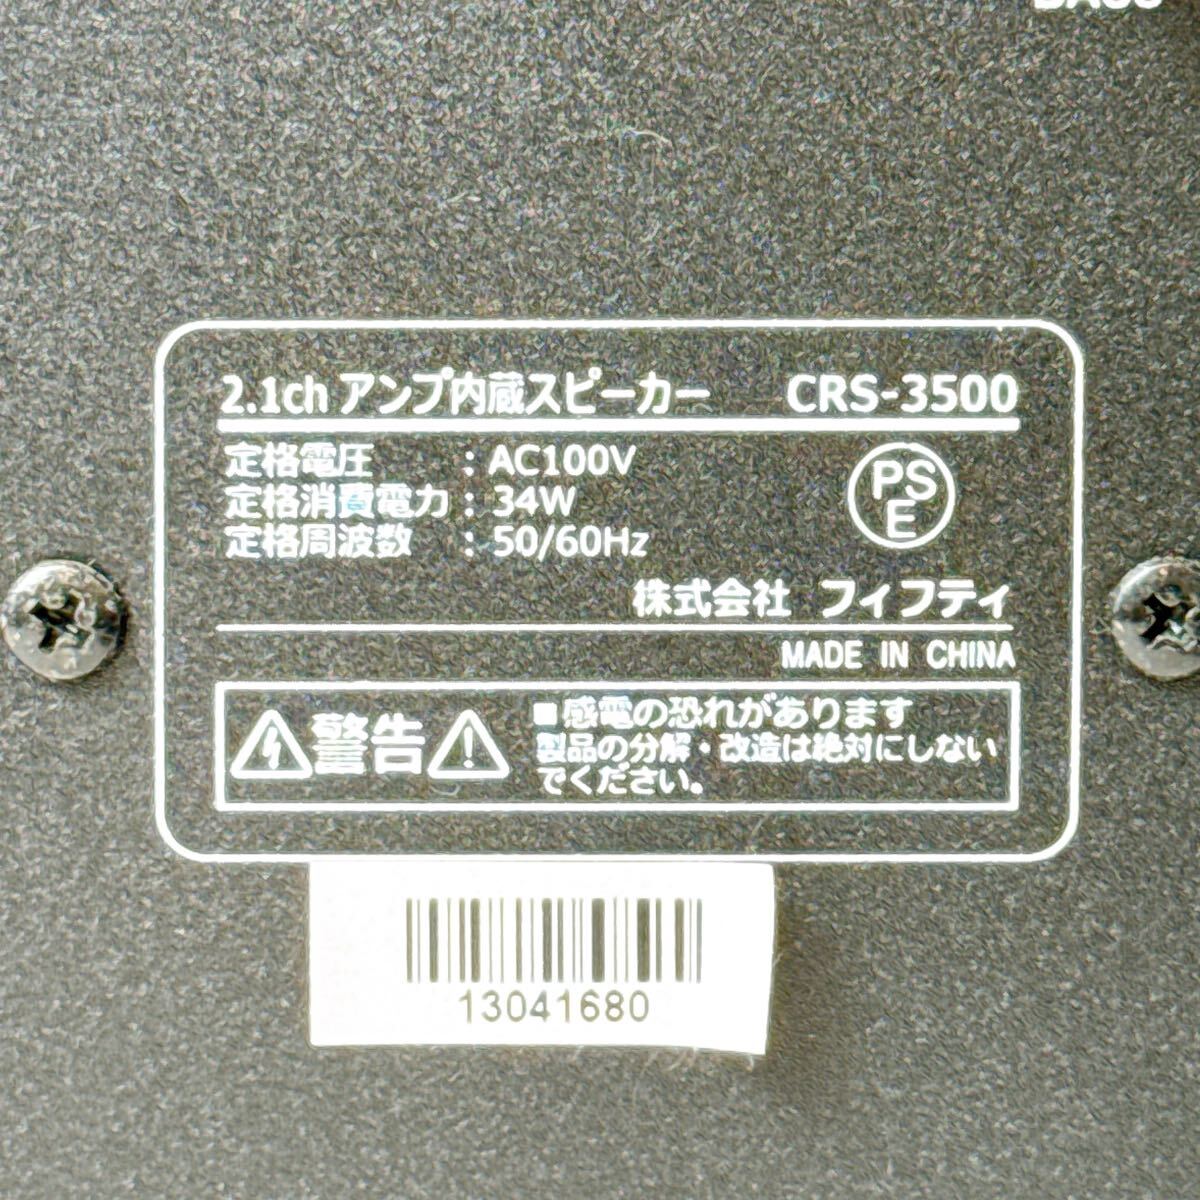 2.1ch アンプ内蔵スピーカー CRS-3500
定格電圧 : AC100V
定格消費電力 : 34W
定格周波数 : 50/60Hz
PS
E
株式会社 フィフティ
MADE IN CHINA
警告
■感電の恐れがあります
製品の分解・改造は絶対にしない
でください。
13041680